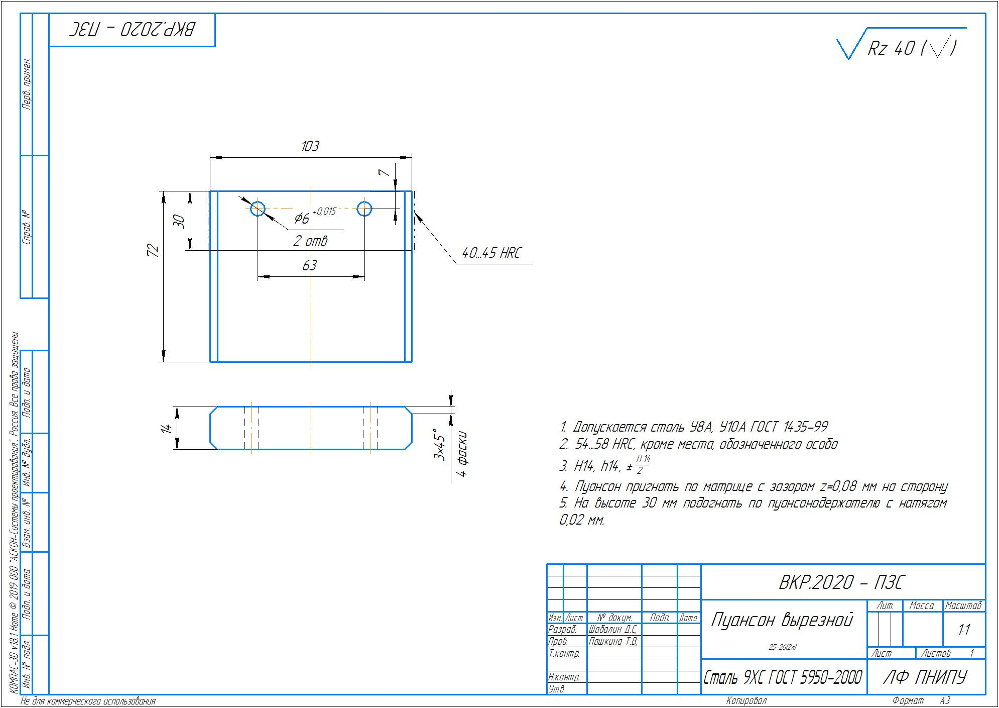 ВКР.2020 - ПЗС
Rz 40 (√)
Перв. примен.
Справ. №
Подп. и дата
Инв. № дубл.
Взам. инв. №
Подп. и дата
Инв. № подл.
КОМПАС-3D v18.1 Home © 2019 ООО "АСКОН-Системы проектирования", Россия. Все права защищены.
103
7
30
72
⌀6 +0,015
2 отв
63
40...45 HRC
14
3×45°
4 фаски
1. Допускается сталь У8А, У10А ГОСТ 1435-99
2. 54...58 HRC, кроме места, обозначенного особо
3. H14, h14, ± IT14/2
4. Пуансон пригнать по матрице с зазором z=0,08 мм на сторону
5. На высоте 30 мм подогнать по пуансонодержателю с натягом
0,02 мм.
ВКР.2020 - ПЗС
Изм. Лист № докум. Подп. Дата
Разраб. Шабалин Д.С,
Пров. Пашкина Т.В,
Т.контр.
Н.контр.
Утв.
Пуансон вырезной
25-26(2л)
Сталь 9ХС ГОСТ 5950-2000
Лит. Масса Масштаб
1:1
Лист Листов 1
ЛФ ПНИПУ
Не для коммерческого использования
Копировал
Формат А3